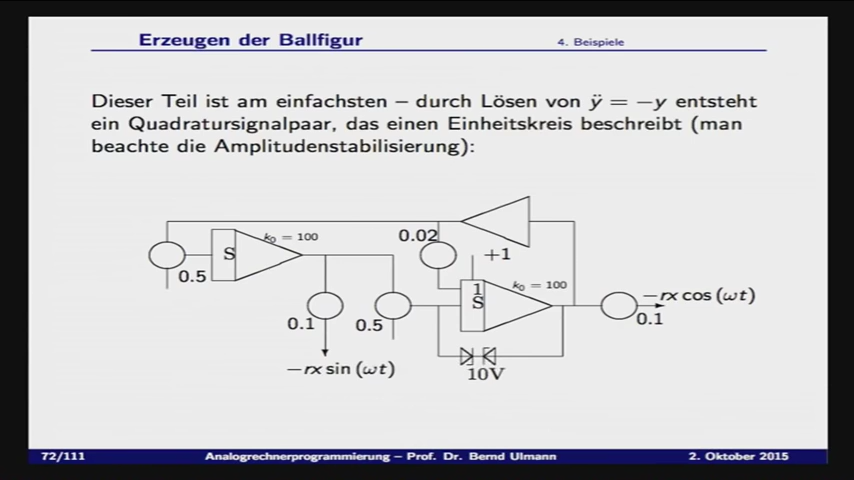 Erzeugen der Ballfigur
4. Beispiele
Dieser Teil ist am einfachsten – durch Lösen von ÿ = −y entsteht
ein Quadratursignalpaar, das einen Einheitskreis beschreibt (man
beachte die Amplitudenstabilisierung):
k₀ = 100
0.02
S
+1
0.5
k₀ = 100
1
S
−rx cos (ωt)
0.1
0.5
0.1
−rx sin (ωt)
10V
72/111
Analogrechnerprogrammierung – Prof. Dr. Bernd Ulmann
2. Oktober 2015